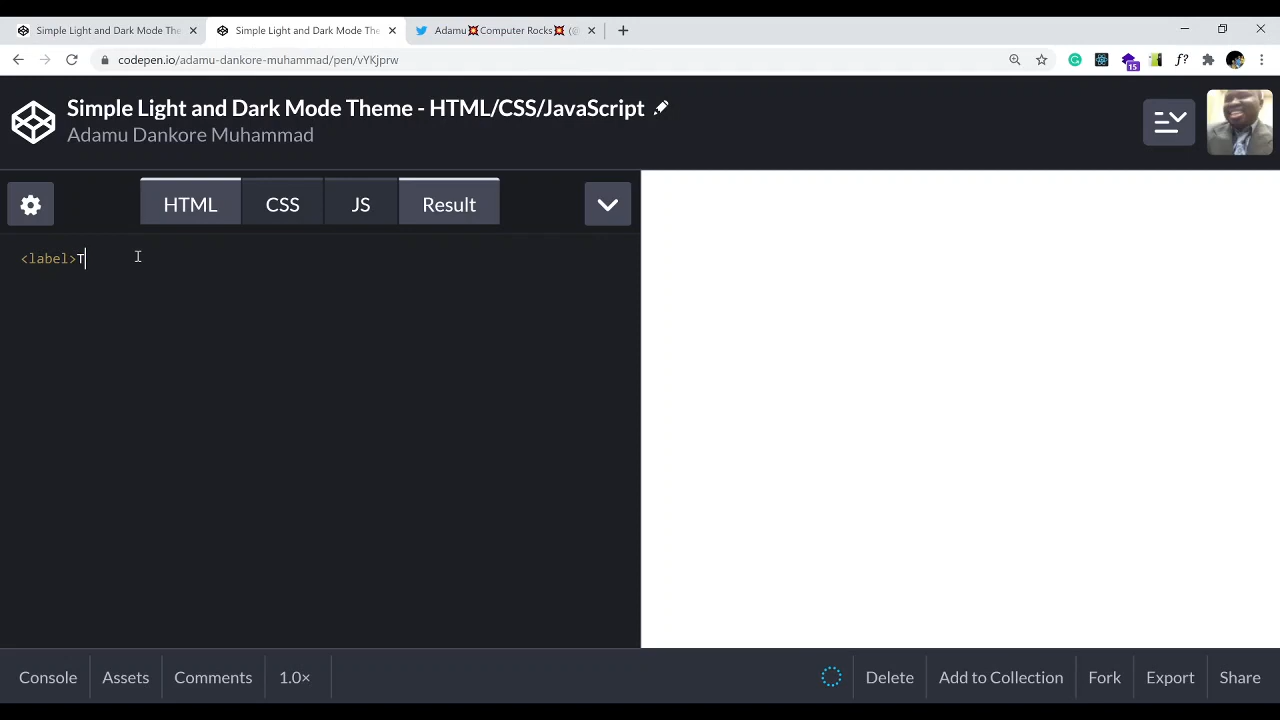 Simple Light and Dark Mode The
Simple Light and Dark Mode The
Adamu💥Computer Rocks💥 (@
codepen.io/adamu-dankore-muhammad/pen/vYKjprw
f?
15
Simple Light and Dark Mode Theme - HTML/CSS/JavaScript
Adamu Dankore Muhammad
HTML CSS JS Result
<label>T
Console Assets Comments 1.0× Delete Add to Collection Fork Export Share